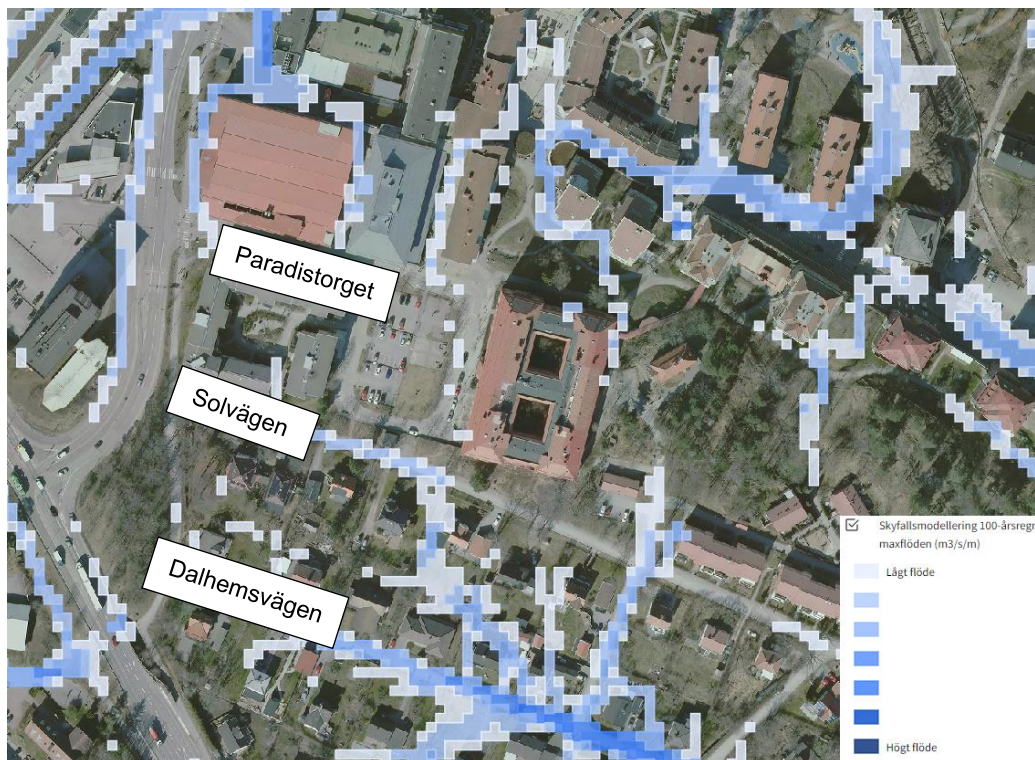 Paradistorget
Solvägen
Dalhemsvägen
Skyfallsmodellering 100-årsregn
maxflöden (m3/s/m)
Lågt flöde
Högt flöde